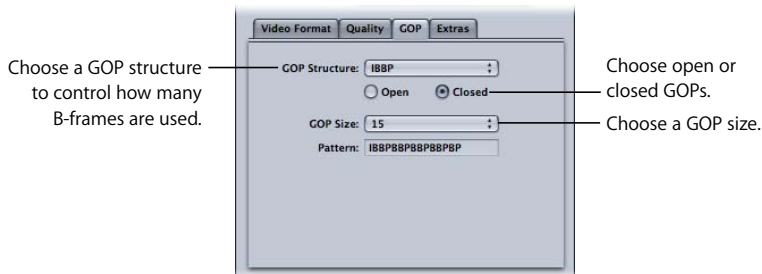 Video Format Quality GOP Extras
Choose a GOP structure
to control how many
B-frames are used.
GOP Structure: IBBP
Open Closed
GOP Size: 15
Pattern: IBBPBBPBBPBBPBP
Choose open or
closed GOPs.
Choose a GOP size.